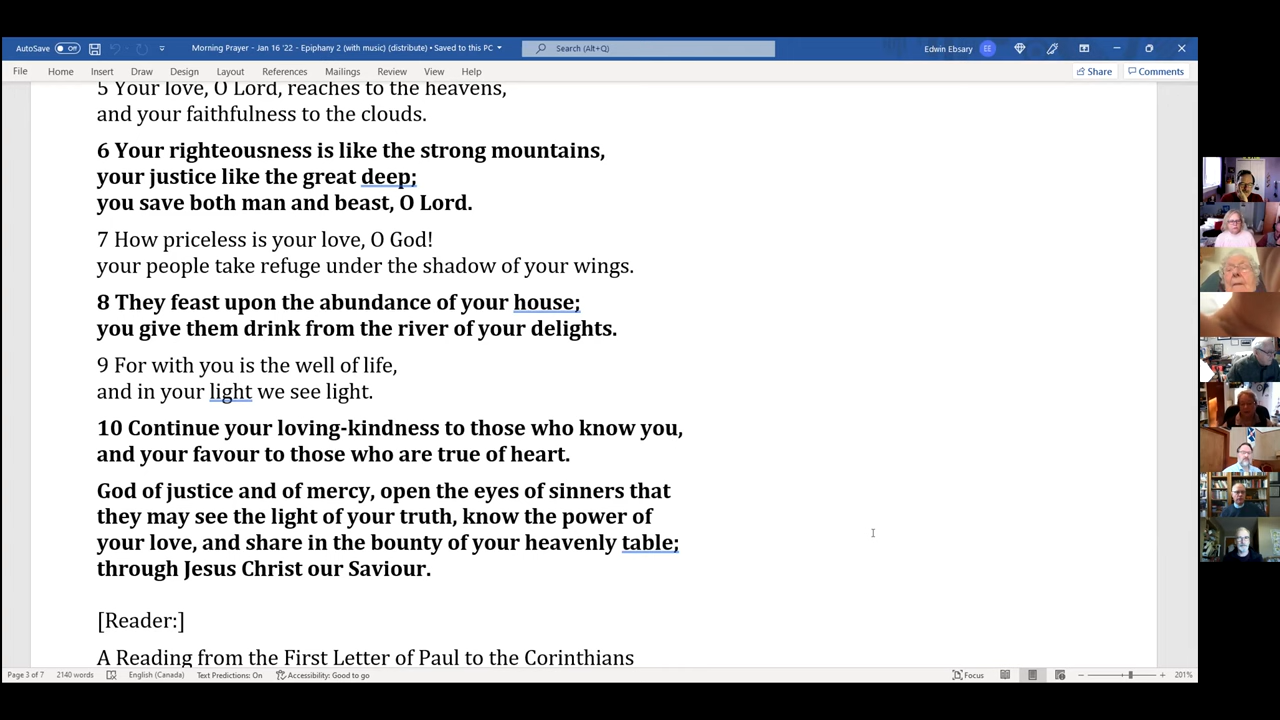 AutoSave Off Morning Prayer - Jan 16 '22 - Epiphany 2 (with music) (distribute) • Saved to this PC Search (Alt+Q) Edwin Ebsary EE
File Home Insert Draw Design Layout References Mailings Review View Help Share Comments
5 Your love, O Lord, reaches to the heavens,
and your faithfulness to the clouds.
6 Your righteousness is like the strong mountains,
your justice like the great deep;
you save both man and beast, O Lord.
7 How priceless is your love, O God!
your people take refuge under the shadow of your wings.
8 They feast upon the abundance of your house;
you give them drink from the river of your delights.
9 For with you is the well of life,
and in your light we see light.
10 Continue your loving-kindness to those who know you,
and your favour to those who are true of heart.
God of justice and of mercy, open the eyes of sinners that
they may see the light of your truth, know the power of
your love, and share in the bounty of your heavenly table;
through Jesus Christ our Saviour.
[Reader:]
A Reading from the First Letter of Paul to the Corinthians
Page 3 of 7 2140 words English (Canada) Text Predictions: On Accessibility: Good to go Focus 201%